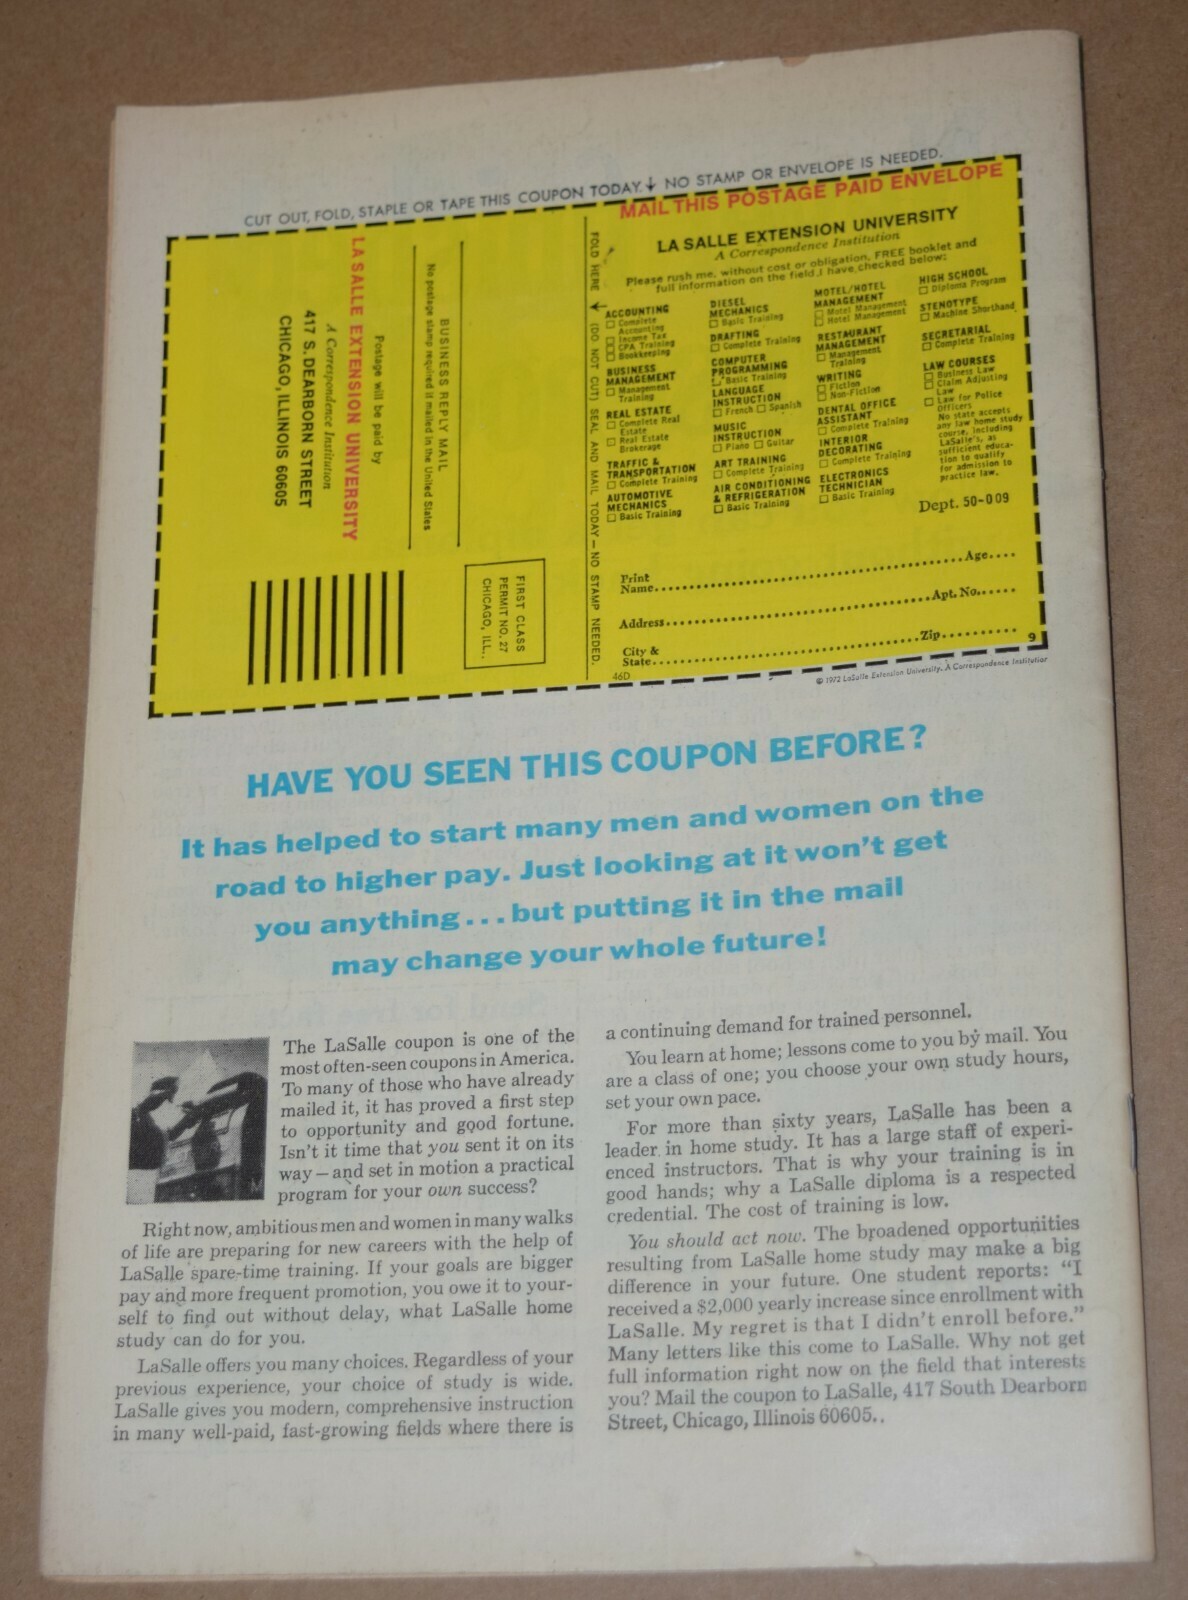 CUT OUT, FOLD, STAPLE OR TAPE THIS COUPON TODAY. NO STAMP OR ENVELOPE IS NEEDED.
BUSINESS REPLY MAIL
No postage stamp required if mailed in the United States
Postage will be paid by
LA SALLE EXTENSION UNIVERSITY
A Correspondence Institution
417 S. DEARBORN STREET
CHICAGO, ILLINOIS 60605
FIRST CLASS
PERMIT NO. 27
CHICAGO, ILL.
FOLD HERE (DO NOT CUT) SEAL AND MAIL TODAY—NO STAMP NEEDED.
MAIL THIS POSTAGE PAID ENVELOPE
LA SALLE EXTENSION UNIVERSITY
A Correspondence Institution
Please rush me, without cost or obligation, FREE booklet and
full information on the field I have checked below:
ACCOUNTING
Complete
Accounting
Income Tax
CPA Training
Bookkeeping
BUSINESS
MANAGEMENT
Management
Training
REAL ESTATE
Complete Real
Estate
Real Estate
Brokerage
TRAFFIC &
TRANSPORTATION
Complete Training
AUTOMOTIVE
MECHANICS
Basic Training
DIESEL
MECHANICS
Basic Training
DRAFTING
Complete Training
COMPUTER
PROGRAMMING
Basic Training
LANGUAGE
INSTRUCTION
French Spanish
MUSIC
INSTRUCTION
Piano Guitar
ART TRAINING
Complete Training
AIR CONDITIONING
& REFRIGERATION
Basic Training
MOTEL/HOTEL
MANAGEMENT
Motel Management
Hotel Management
RESTAURANT
MANAGEMENT
Management
Training
WRITING
Fiction
Non-Fiction
DENTAL OFFICE
ASSISTANT
Complete Training
INTERIOR
DECORATING
Complete Training
ELECTRONICS
TECHNICIAN
Basic Training
HIGH SCHOOL
Diploma Program
STENOTYPE
Machine Shorthand
SECRETARIAL
Complete Training
LAW COURSES
Business Law
Claim Adjusting
Law
Law for Police
Officers
No state accepts
any law home study
course, including
LaSalle's, as
sufficient educa-
tion to qualify
for admission to
practice law.
Dept. 50-009
Print
Name..........Age....
Address..........Apt. No......
City &
State..........Zip..........
9
46D
© 1972 LaSalle Extension University. A Correspondence Institution
HAVE YOU SEEN THIS COUPON BEFORE?
It has helped to start many men and women on the
road to higher pay. Just looking at it won't get
you anything...but putting it in the mail
may change your whole future!
The LaSalle coupon is one of the
most often-seen coupons in America.
To many of those who have already
mailed it, it has proved a first step
to opportunity and good fortune.
Isn't it time that you sent it on its
way—and set in motion a practical
program for your own success?
Right now, ambitious men and women in many walks
of life are preparing for new careers with the help of
LaSalle spare-time training. If your goals are bigger
pay and more frequent promotion, you owe it to your-
self to find out without delay, what LaSalle home
study can do for you.
LaSalle offers you many choices. Regardless of your
previous experience, your choice of study is wide.
LaSalle gives you modern, comprehensive instruction
in many well-paid, fast-growing fields where there is
a continuing demand for trained personnel.
You learn at home; lessons come to you by mail. You
are a class of one; you choose your own study hours,
set your own pace.
For more than sixty years, LaSalle has been a
leader in home study. It has a large staff of experi-
enced instructors. That is why your training is in
good hands; why a LaSalle diploma is a respected
credential. The cost of training is low.
You should act now. The broadened opportunities
resulting from LaSalle home study may make a big
difference in your future. One student reports: "I
received a $2,000 yearly increase since enrollment with
LaSalle. My regret is that I didn't enroll before."
Many letters like this come to LaSalle. Why not get
full information right now on the field that interests
you? Mail the coupon to LaSalle, 417 South Dearborn
Street, Chicago, Illinois 60605..